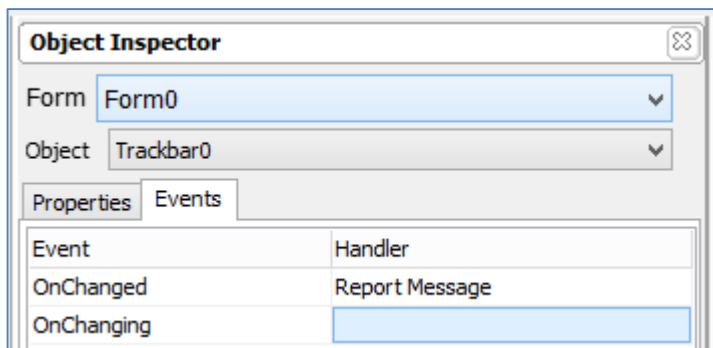 Object Inspector
Form Form0
Object Trackbar0
Properties Events
Event Handler
OnChanged Report Message
OnChanging